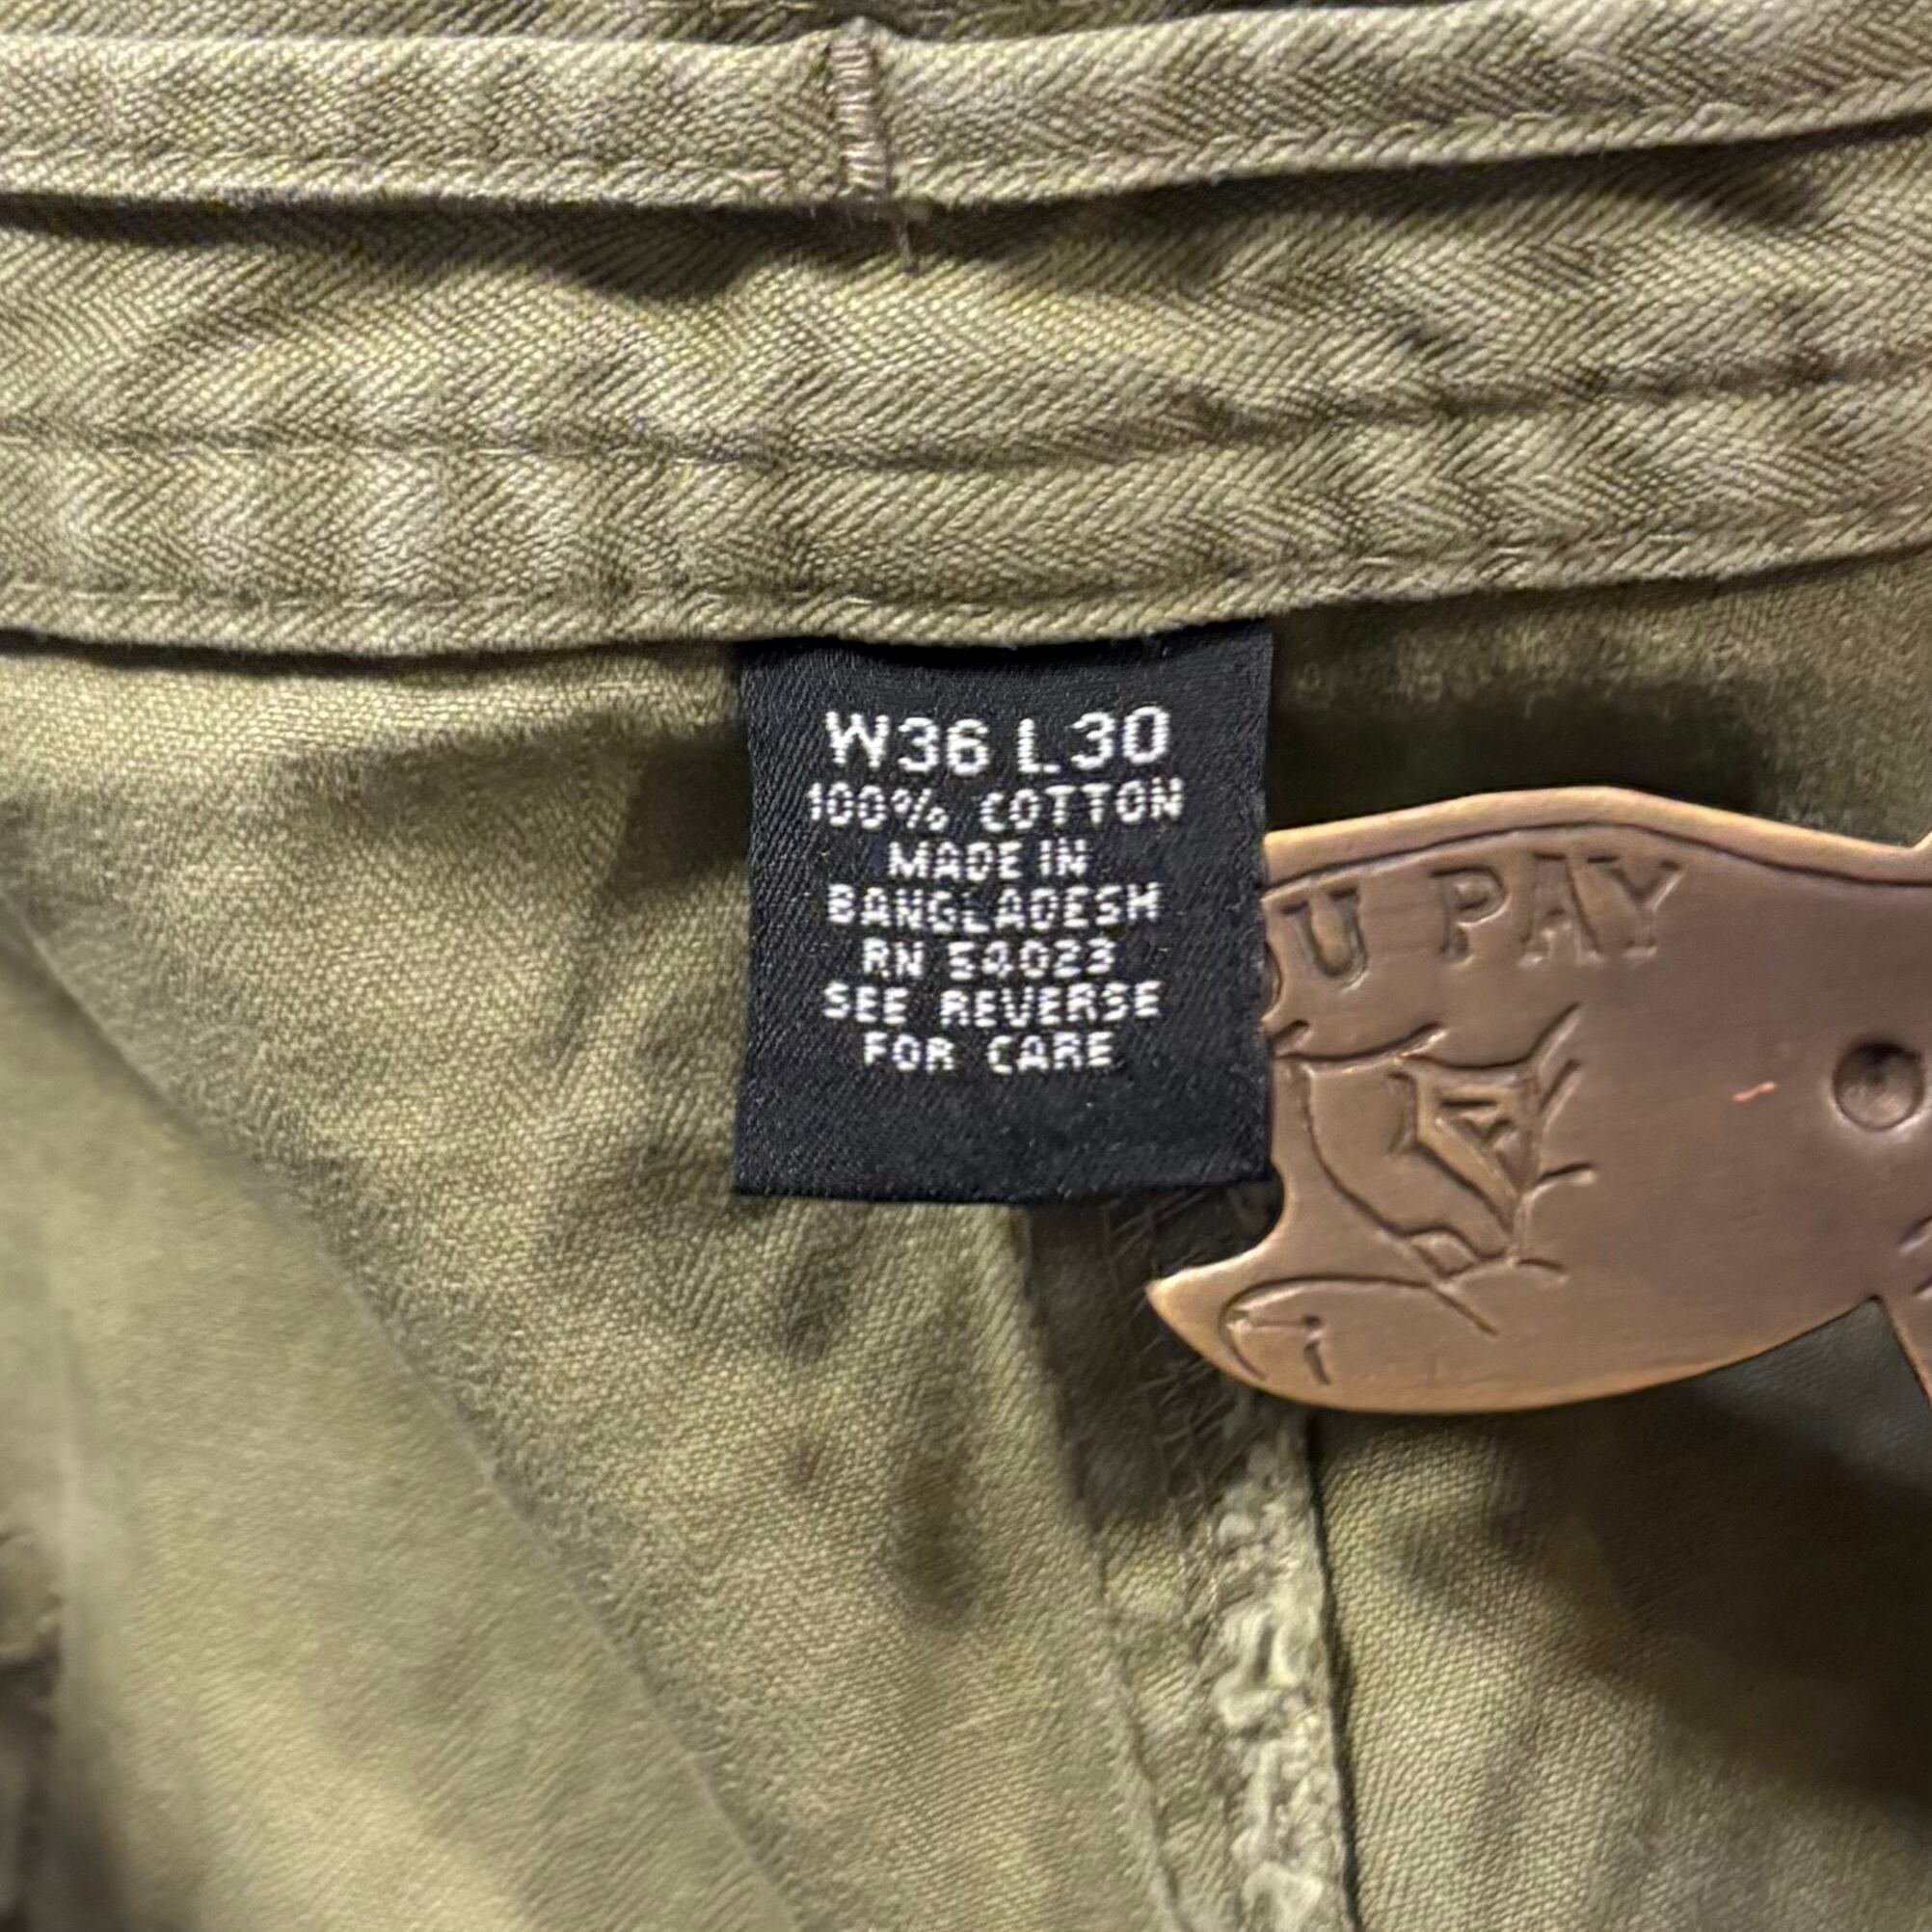 W36 L30
100% COTTON
MADE IN
BANGLADESH
RN 54023
SEE REVERSE
FOR CARE
U PAY